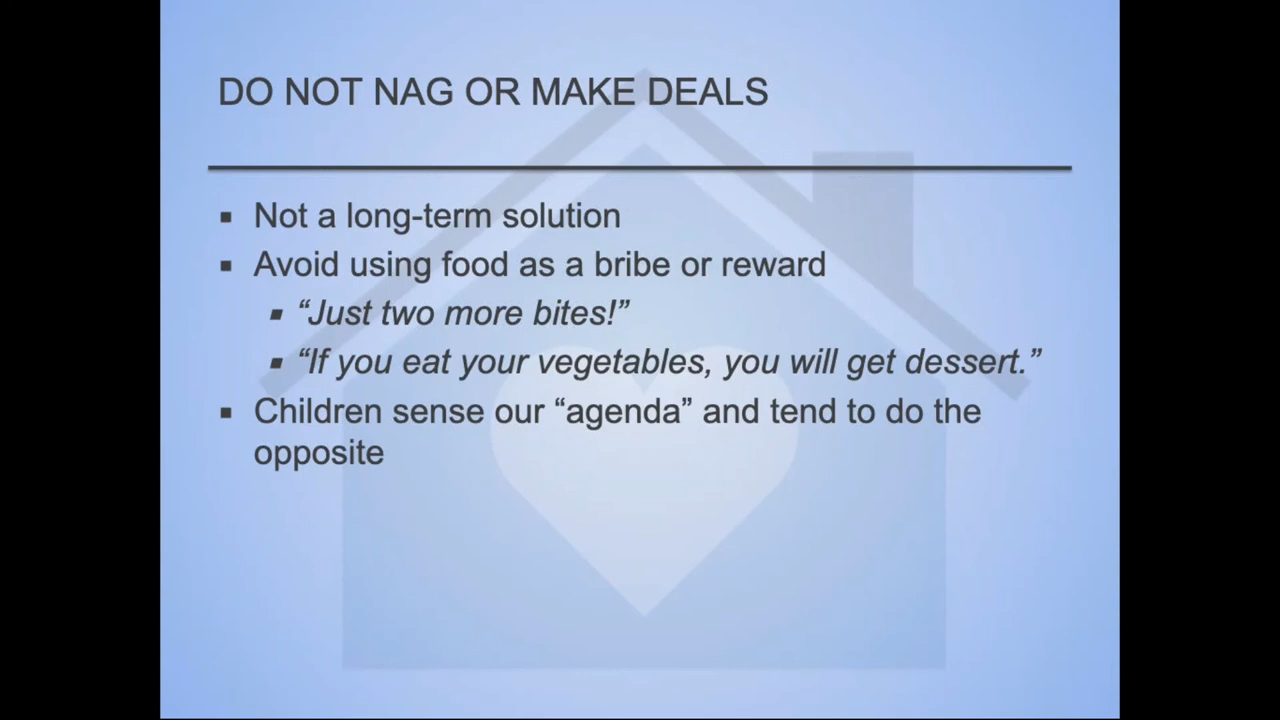 DO NOT NAG OR MAKE DEALS
▪ Not a long-term solution
▪ Avoid using food as a bribe or reward
▪ “Just two more bites!”
▪ “If you eat your vegetables, you will get dessert.”
▪ Children sense our “agenda” and tend to do the
opposite